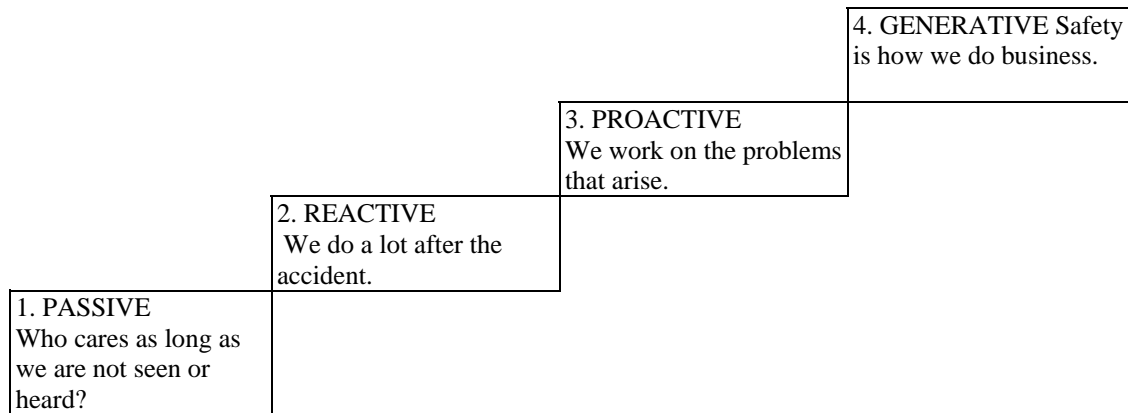 4. GENERATIVE Safety
is how we do business.
3. PROACTIVE
We work on the problems
that arise.
2. REACTIVE
We do a lot after the
accident.
1. PASSIVE
Who cares as long as
we are not seen or
heard?